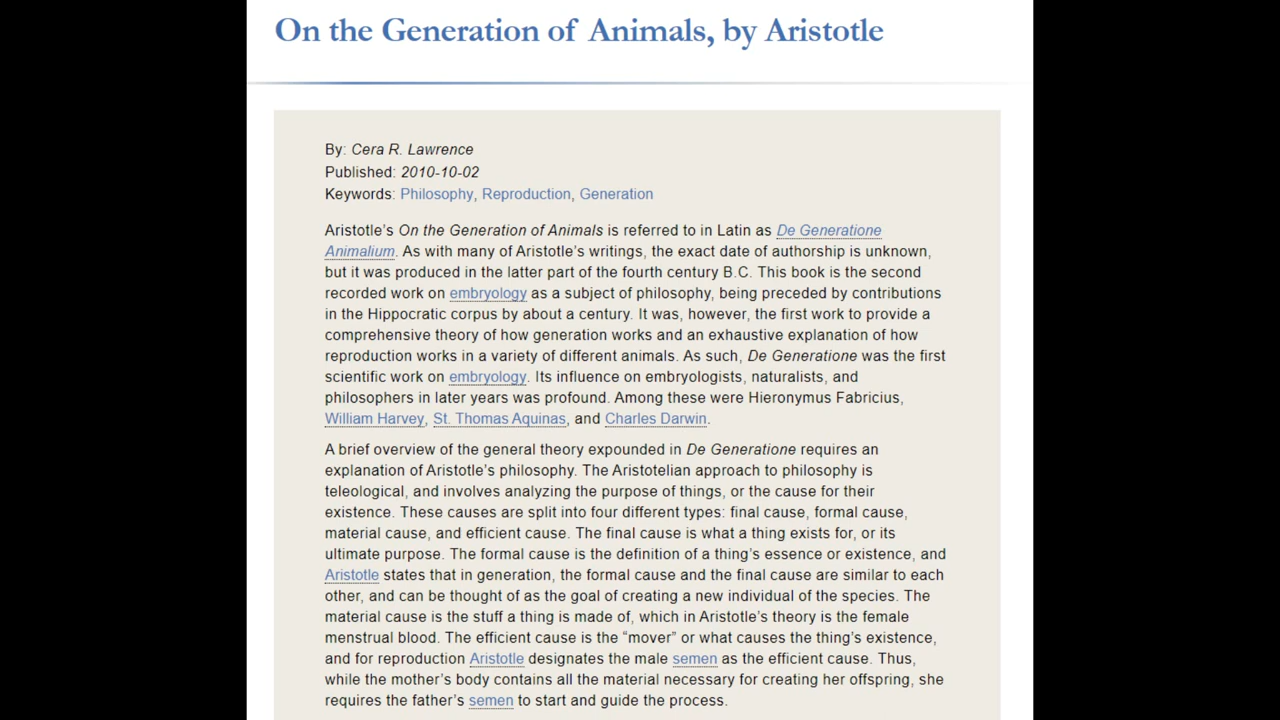 On the Generation of Animals, by Aristotle
By: Cera R. Lawrence
Published: 2010-10-02
Keywords: Philosophy, Reproduction, Generation
Aristotle’s On the Generation of Animals is referred to in Latin as De Generatione
Animalium. As with many of Aristotle’s writings, the exact date of authorship is unknown,
but it was produced in the latter part of the fourth century B.C. This book is the second
recorded work on embryology as a subject of philosophy, being preceded by contributions
in the Hippocratic corpus by about a century. It was, however, the first work to provide a
comprehensive theory of how generation works and an exhaustive explanation of how
reproduction works in a variety of different animals. As such, De Generatione was the first
scientific work on embryology. Its influence on embryologists, naturalists, and
philosophers in later years was profound. Among these were Hieronymus Fabricius,
William Harvey, St. Thomas Aquinas, and Charles Darwin.
A brief overview of the general theory expounded in De Generatione requires an
explanation of Aristotle’s philosophy. The Aristotelian approach to philosophy is
teleological, and involves analyzing the purpose of things, or the cause for their
existence. These causes are split into four different types: final cause, formal cause,
material cause, and efficient cause. The final cause is what a thing exists for, or its
ultimate purpose. The formal cause is the definition of a thing’s essence or existence, and
Aristotle states that in generation, the formal cause and the final cause are similar to each
other, and can be thought of as the goal of creating a new individual of the species. The
material cause is the stuff a thing is made of, which in Aristotle’s theory is the female
menstrual blood. The efficient cause is the “mover” or what causes the thing’s existence,
and for reproduction Aristotle designates the male semen as the efficient cause. Thus,
while the mother’s body contains all the material necessary for creating her offspring, she
requires the father’s semen to start and guide the process.